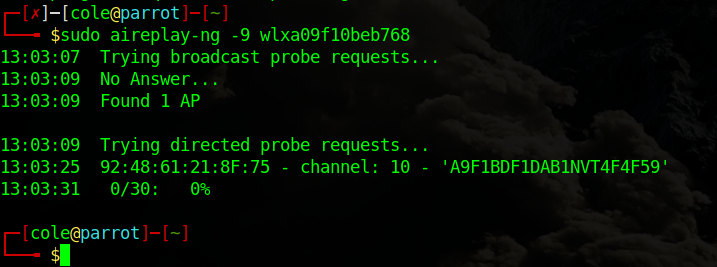 [✗]─[cole@parrot]─[~]
$sudo aireplay-ng -9 wlxa09f10beb768
13:03:07  Trying broadcast probe requests...
13:03:09  No Answer...
13:03:09  Found 1 AP
13:03:09  Trying directed probe requests...
13:03:25  92:48:61:21:8F:75 - channel: 10 - 'A9F1BDF1DAB1NVT4F4F59'
13:03:31   0/30:   0%
[cole@parrot]─[~]
$